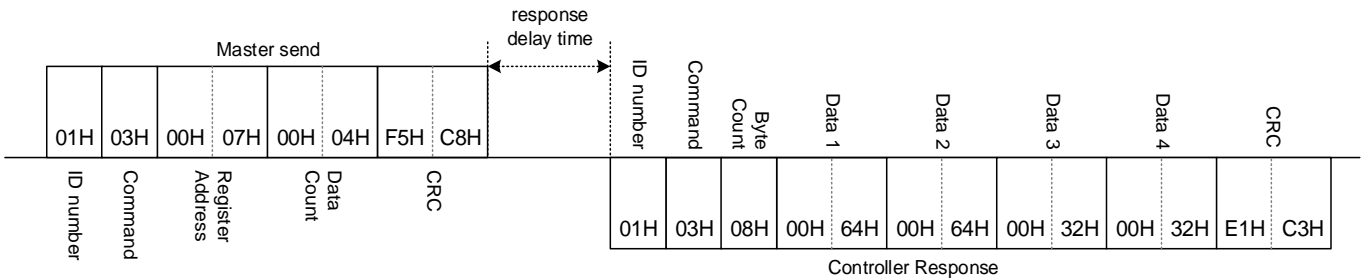 response
delay time
Master send
01H 03H 00H 07H 00H 04H F5H C8H
ID number
Command
Register
Address
Data
Count
CRC
ID number
Command
Byte
Count
Data 1
Data 2
Data 3
Data 4
CRC
01H 03H 08H 00H 64H 00H 64H 00H 32H 00H 32H E1H C3H
Controller Response